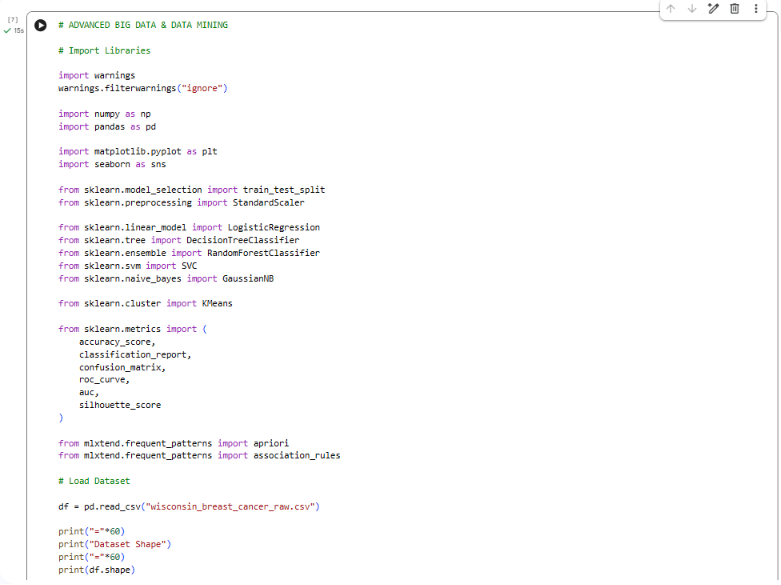 [7]
15s
# ADVANCED BIG DATA & DATA MINING
# Import Libraries
import warnings
warnings.filterwarnings("ignore")
import numpy as np
import pandas as pd
import matplotlib.pyplot as plt
import seaborn as sns
from sklearn.model_selection import train_test_split
from sklearn.preprocessing import StandardScaler
from sklearn.linear_model import LogisticRegression
from sklearn.tree import DecisionTreeClassifier
from sklearn.ensemble import RandomForestClassifier
from sklearn.svm import SVC
from sklearn.naive_bayes import GaussianNB
from sklearn.cluster import KMeans
from sklearn.metrics import (
    accuracy_score,
    classification_report,
    confusion_matrix,
    roc_curve,
    auc,
    silhouette_score
)
from mlxtend.frequent_patterns import apriori
from mlxtend.frequent_patterns import association_rules
# Load Dataset
df = pd.read_csv("wisconsin_breast_cancer_raw.csv")
print("="*60)
print("Dataset Shape")
print("="*60)
print(df.shape)